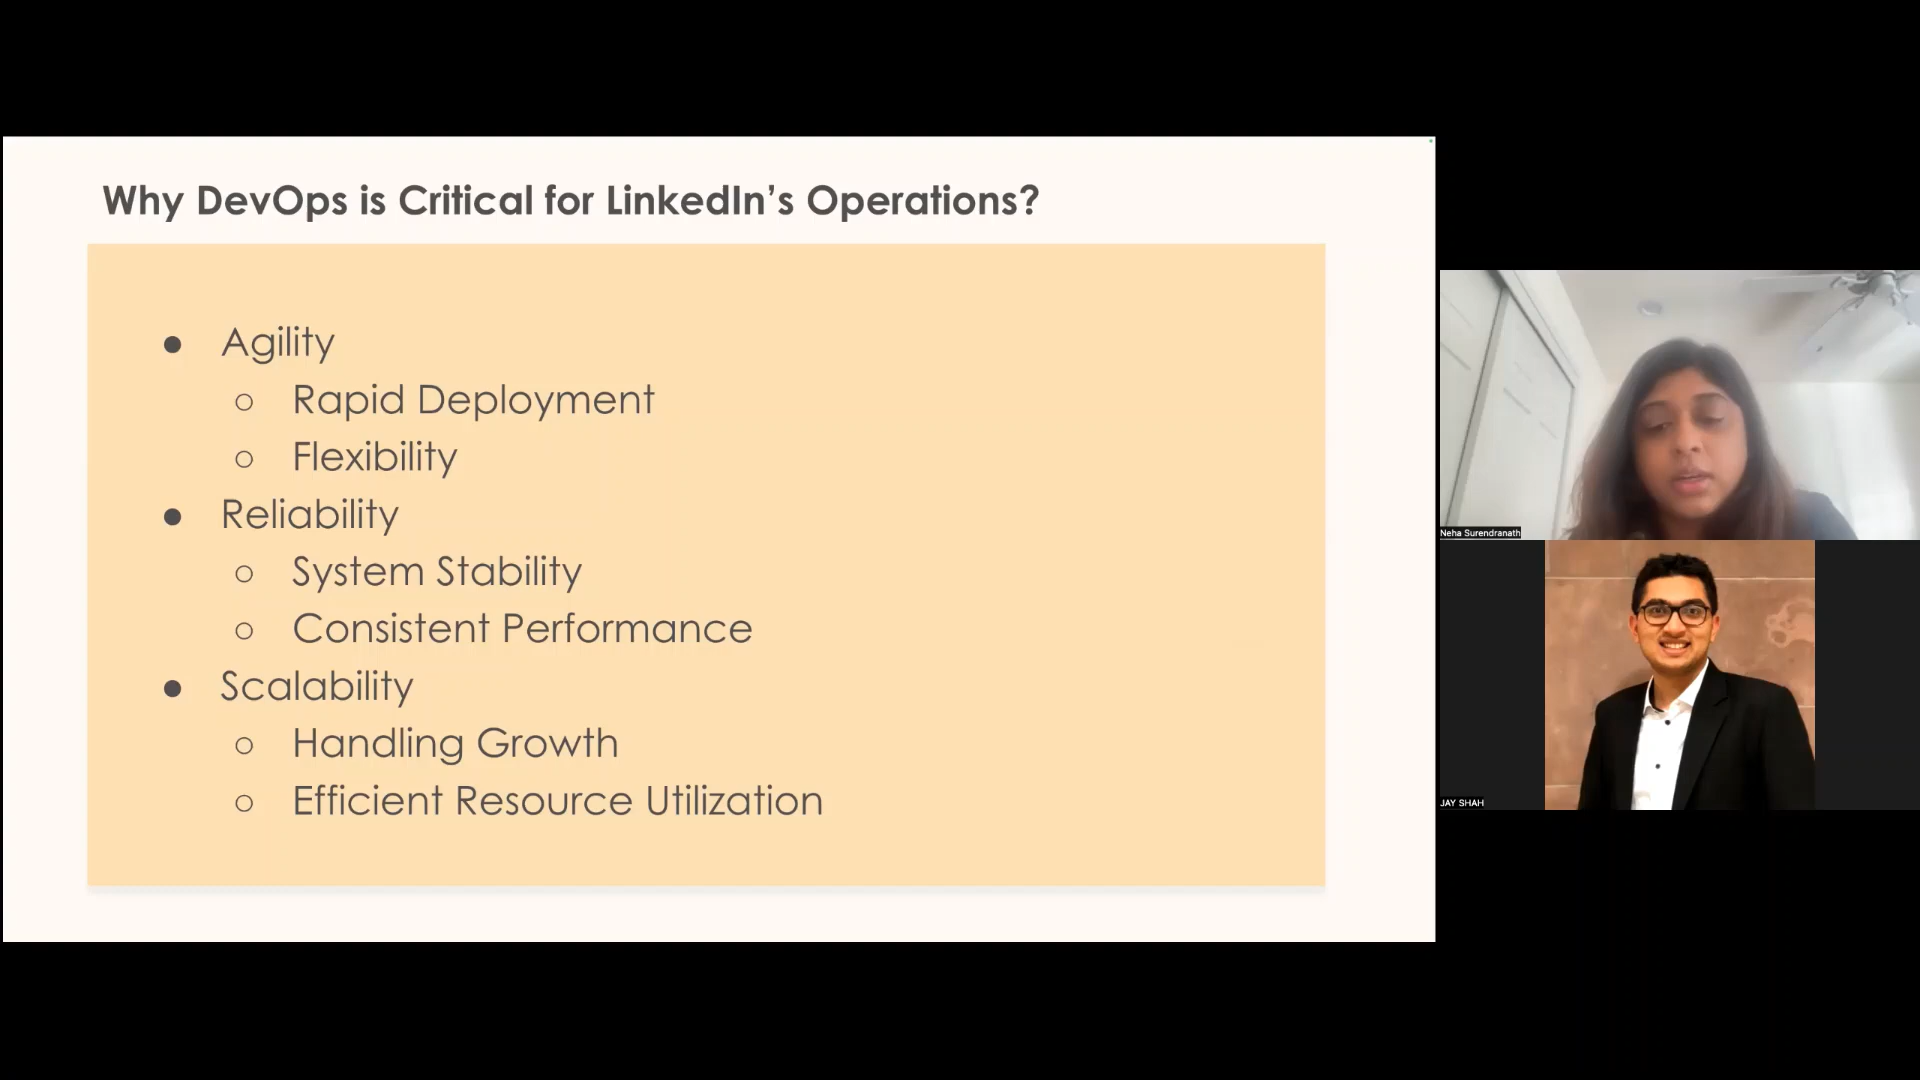 Why DevOps is Critical for LinkedIn’s Operations?
● Agility
○ Rapid Deployment
○ Flexibility
● Reliability
○ System Stability
○ Consistent Performance
● Scalability
○ Handling Growth
○ Efficient Resource Utilization
Neha Surendranath
JAY SHAH